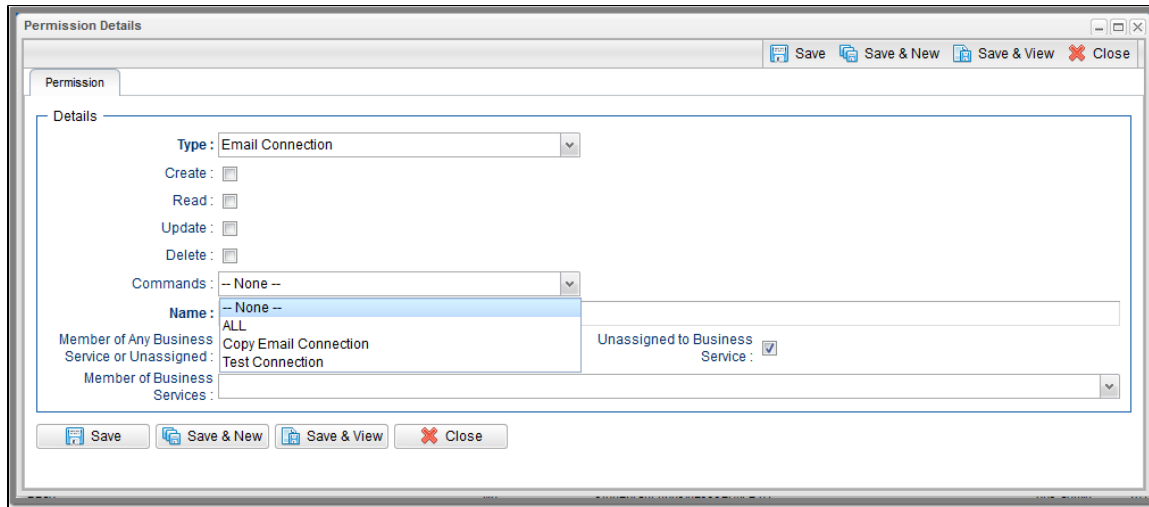 Permission Details
Save Save & New Save & View Close
Permission
Details
Type : Email Connection
Create :
Read :
Update :
Delete :
Commands : -- None --
Name :
-- None --
ALL
Copy Email Connection
Test Connection
Member of Any Business
Service or Unassigned :
Unassigned to Business
Service :
Member of Business
Services :
Save Save & New Save & View Close